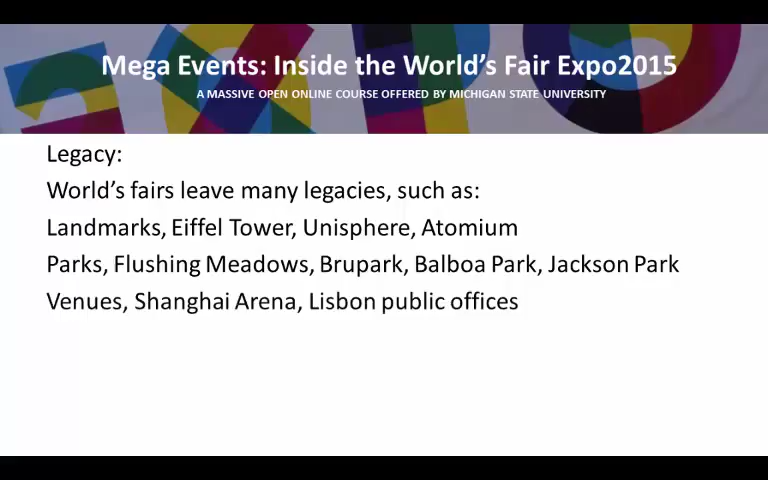 Mega Events: Inside the World's Fair Expo2015
A MASSIVE OPEN ONLINE COURSE OFFERED BY MICHIGAN STATE UNIVERSITY
Legacy:
World's fairs leave many legacies, such as:
Landmarks, Eiffel Tower, Unisphere, Atomium
Parks, Flushing Meadows, Brupark, Balboa Park, Jackson Park
Venues, Shanghai Arena, Lisbon public offices